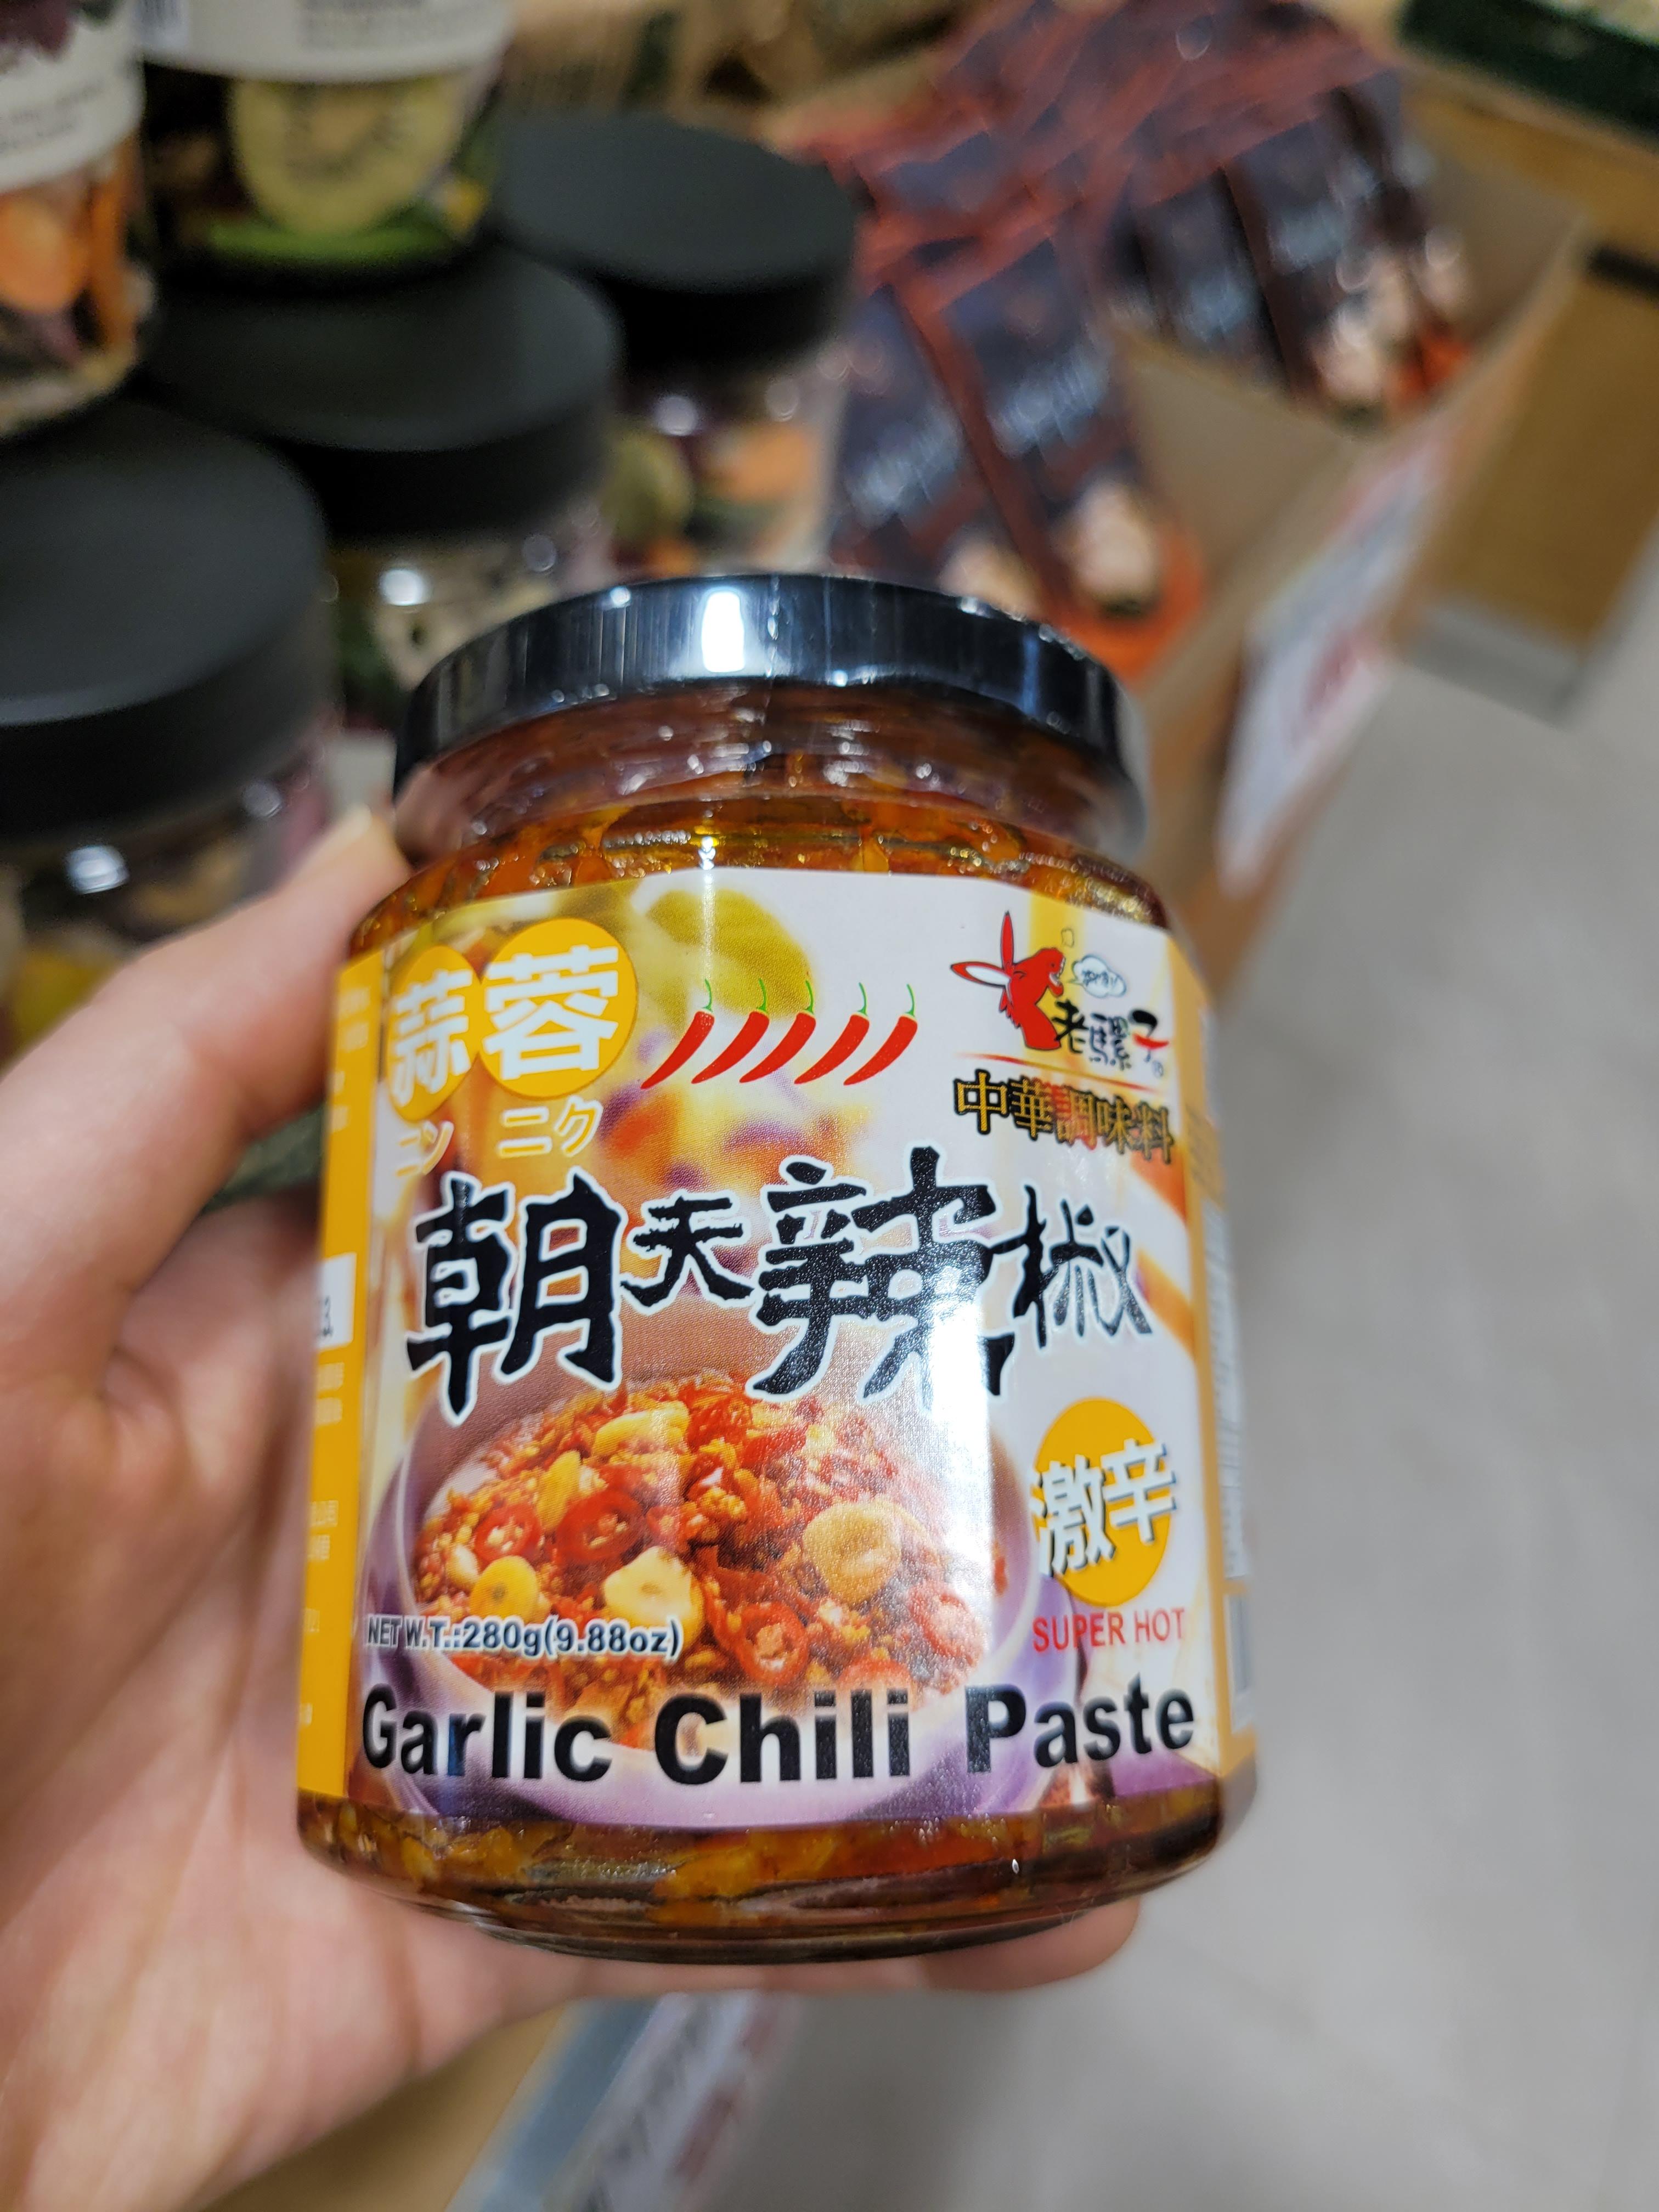 蒜蓉
ニンニク
老騾子
中華調味料
朝天辣椒
激辛
SUPER HOT
NET W.T.:280g(9.88oz)
Garlic Chili Paste